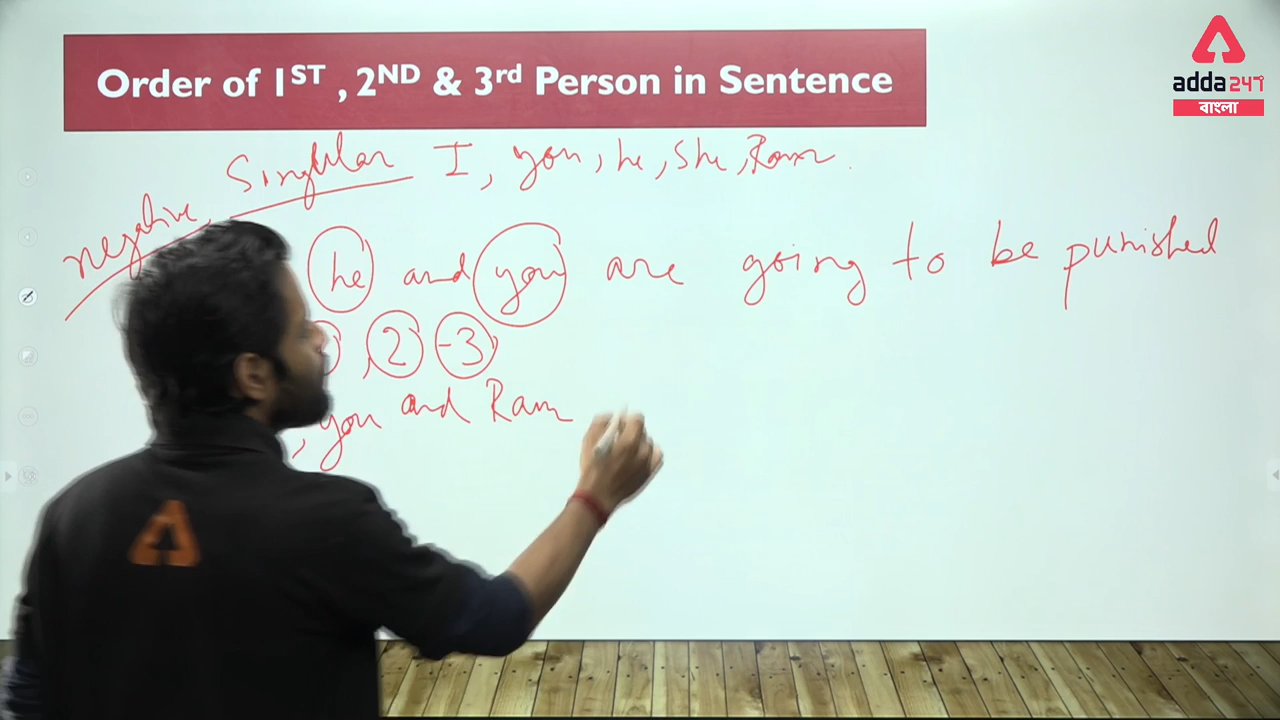 Order of 1ST , 2ND & 3rd Person in Sentence
adda247
বাংলা
Singular I, you, he, She, Ram.
negative
he and you are going to be punished
, 2 -3
, you and Ram